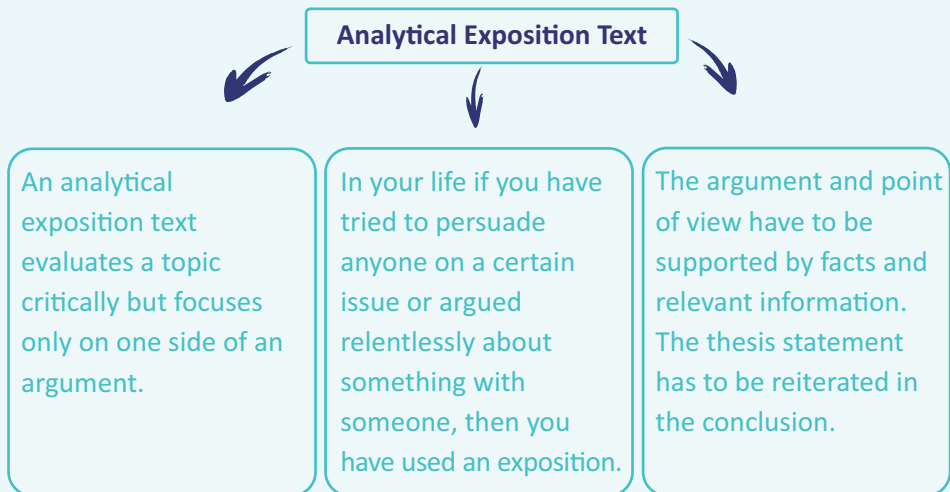 Analytical Exposition Text
An analytical
exposition text
evaluates a topic
critically but focuses
only on one side of an
argument.
In your life if you have
tried to persuade
anyone on a certain
issue or argued
relentlessly about
something with
someone, then you
have used an exposition.
The argument and point
of view have to be
supported by facts and
relevant information.
The thesis statement
has to be reiterated in
the conclusion.